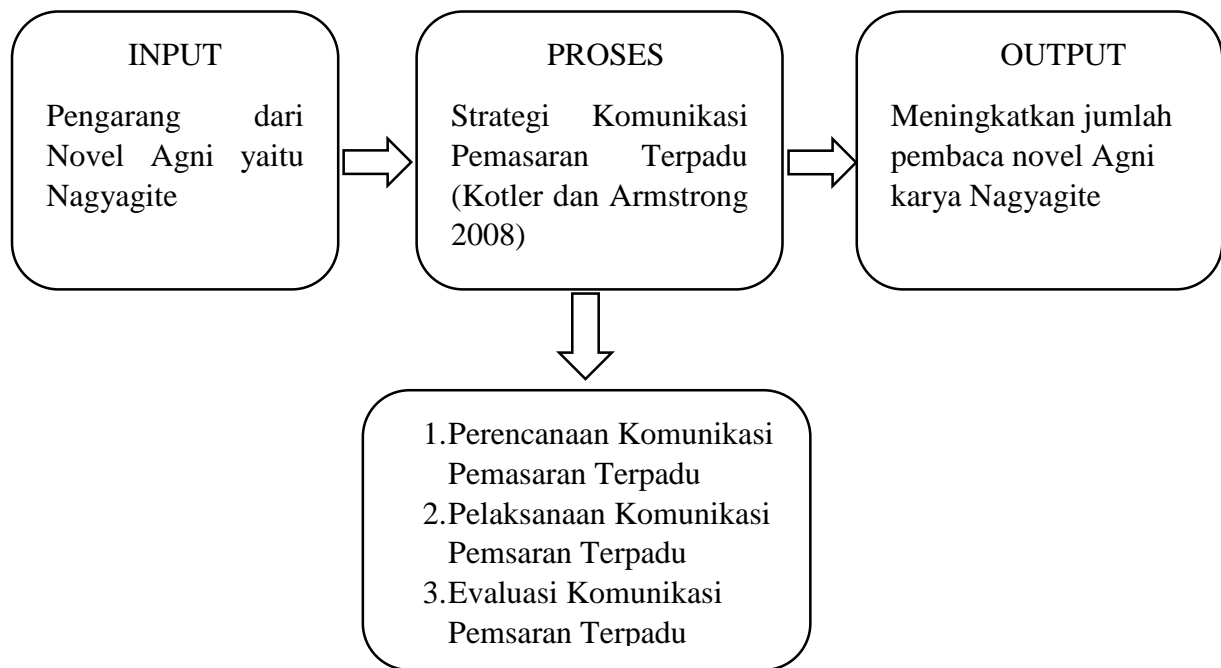 INPUT
Pengarang dari
Novel Agni yaitu
Nagyagite
PROSES
Strategi Komunikasi
Pemasaran Terpadu
(Kotler dan Armstrong
2008)
OUTPUT
Meningkatkan jumlah
pembaca novel Agni
karya Nagyagite
1.Perencanaan Komunikasi
Pemasaran Terpadu
2.Pelaksanaan Komunikasi
Pemsaran Terpadu
3.Evaluasi Komunikasi
Pemsaran Terpadu